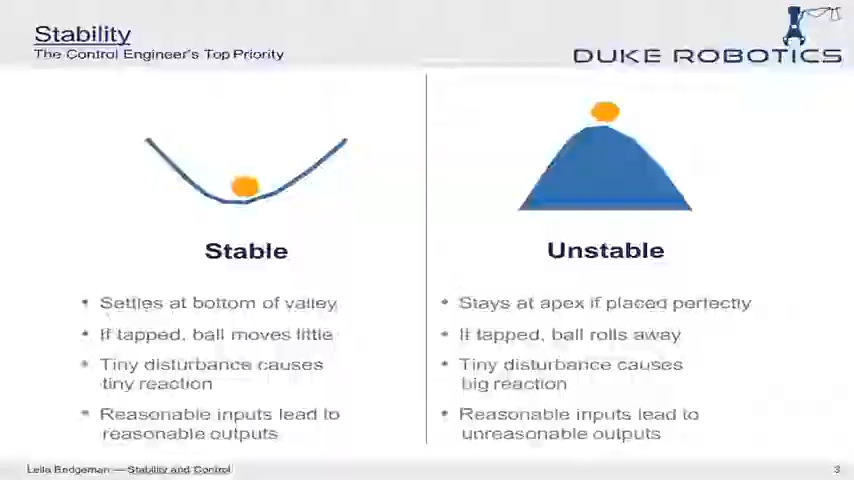 Stability
The Control Engineer's Top Priority
DUKE ROBOTICS
Stable
• Settles at bottom of valley
• If tapped, ball moves little
• Tiny disturbance causes
tiny reaction
• Reasonable inputs lead to
reasonable outputs
Unstable
• Stays at apex if placed perfectly
• If tapped, ball rolls away
• Tiny disturbance causes
big reaction
• Reasonable inputs lead to
unreasonable outputs
Leila Bridgeman — Stability and Control
3